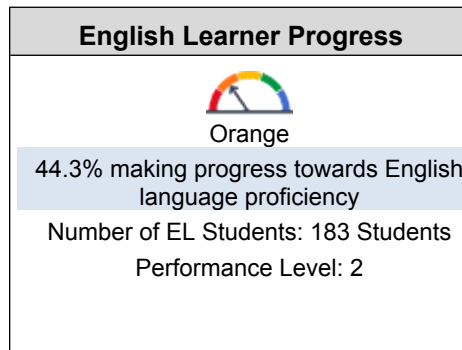 English Learner Progress
Orange
44.3% making progress towards English
language proficiency
Number of EL Students: 183 Students
Performance Level: 2